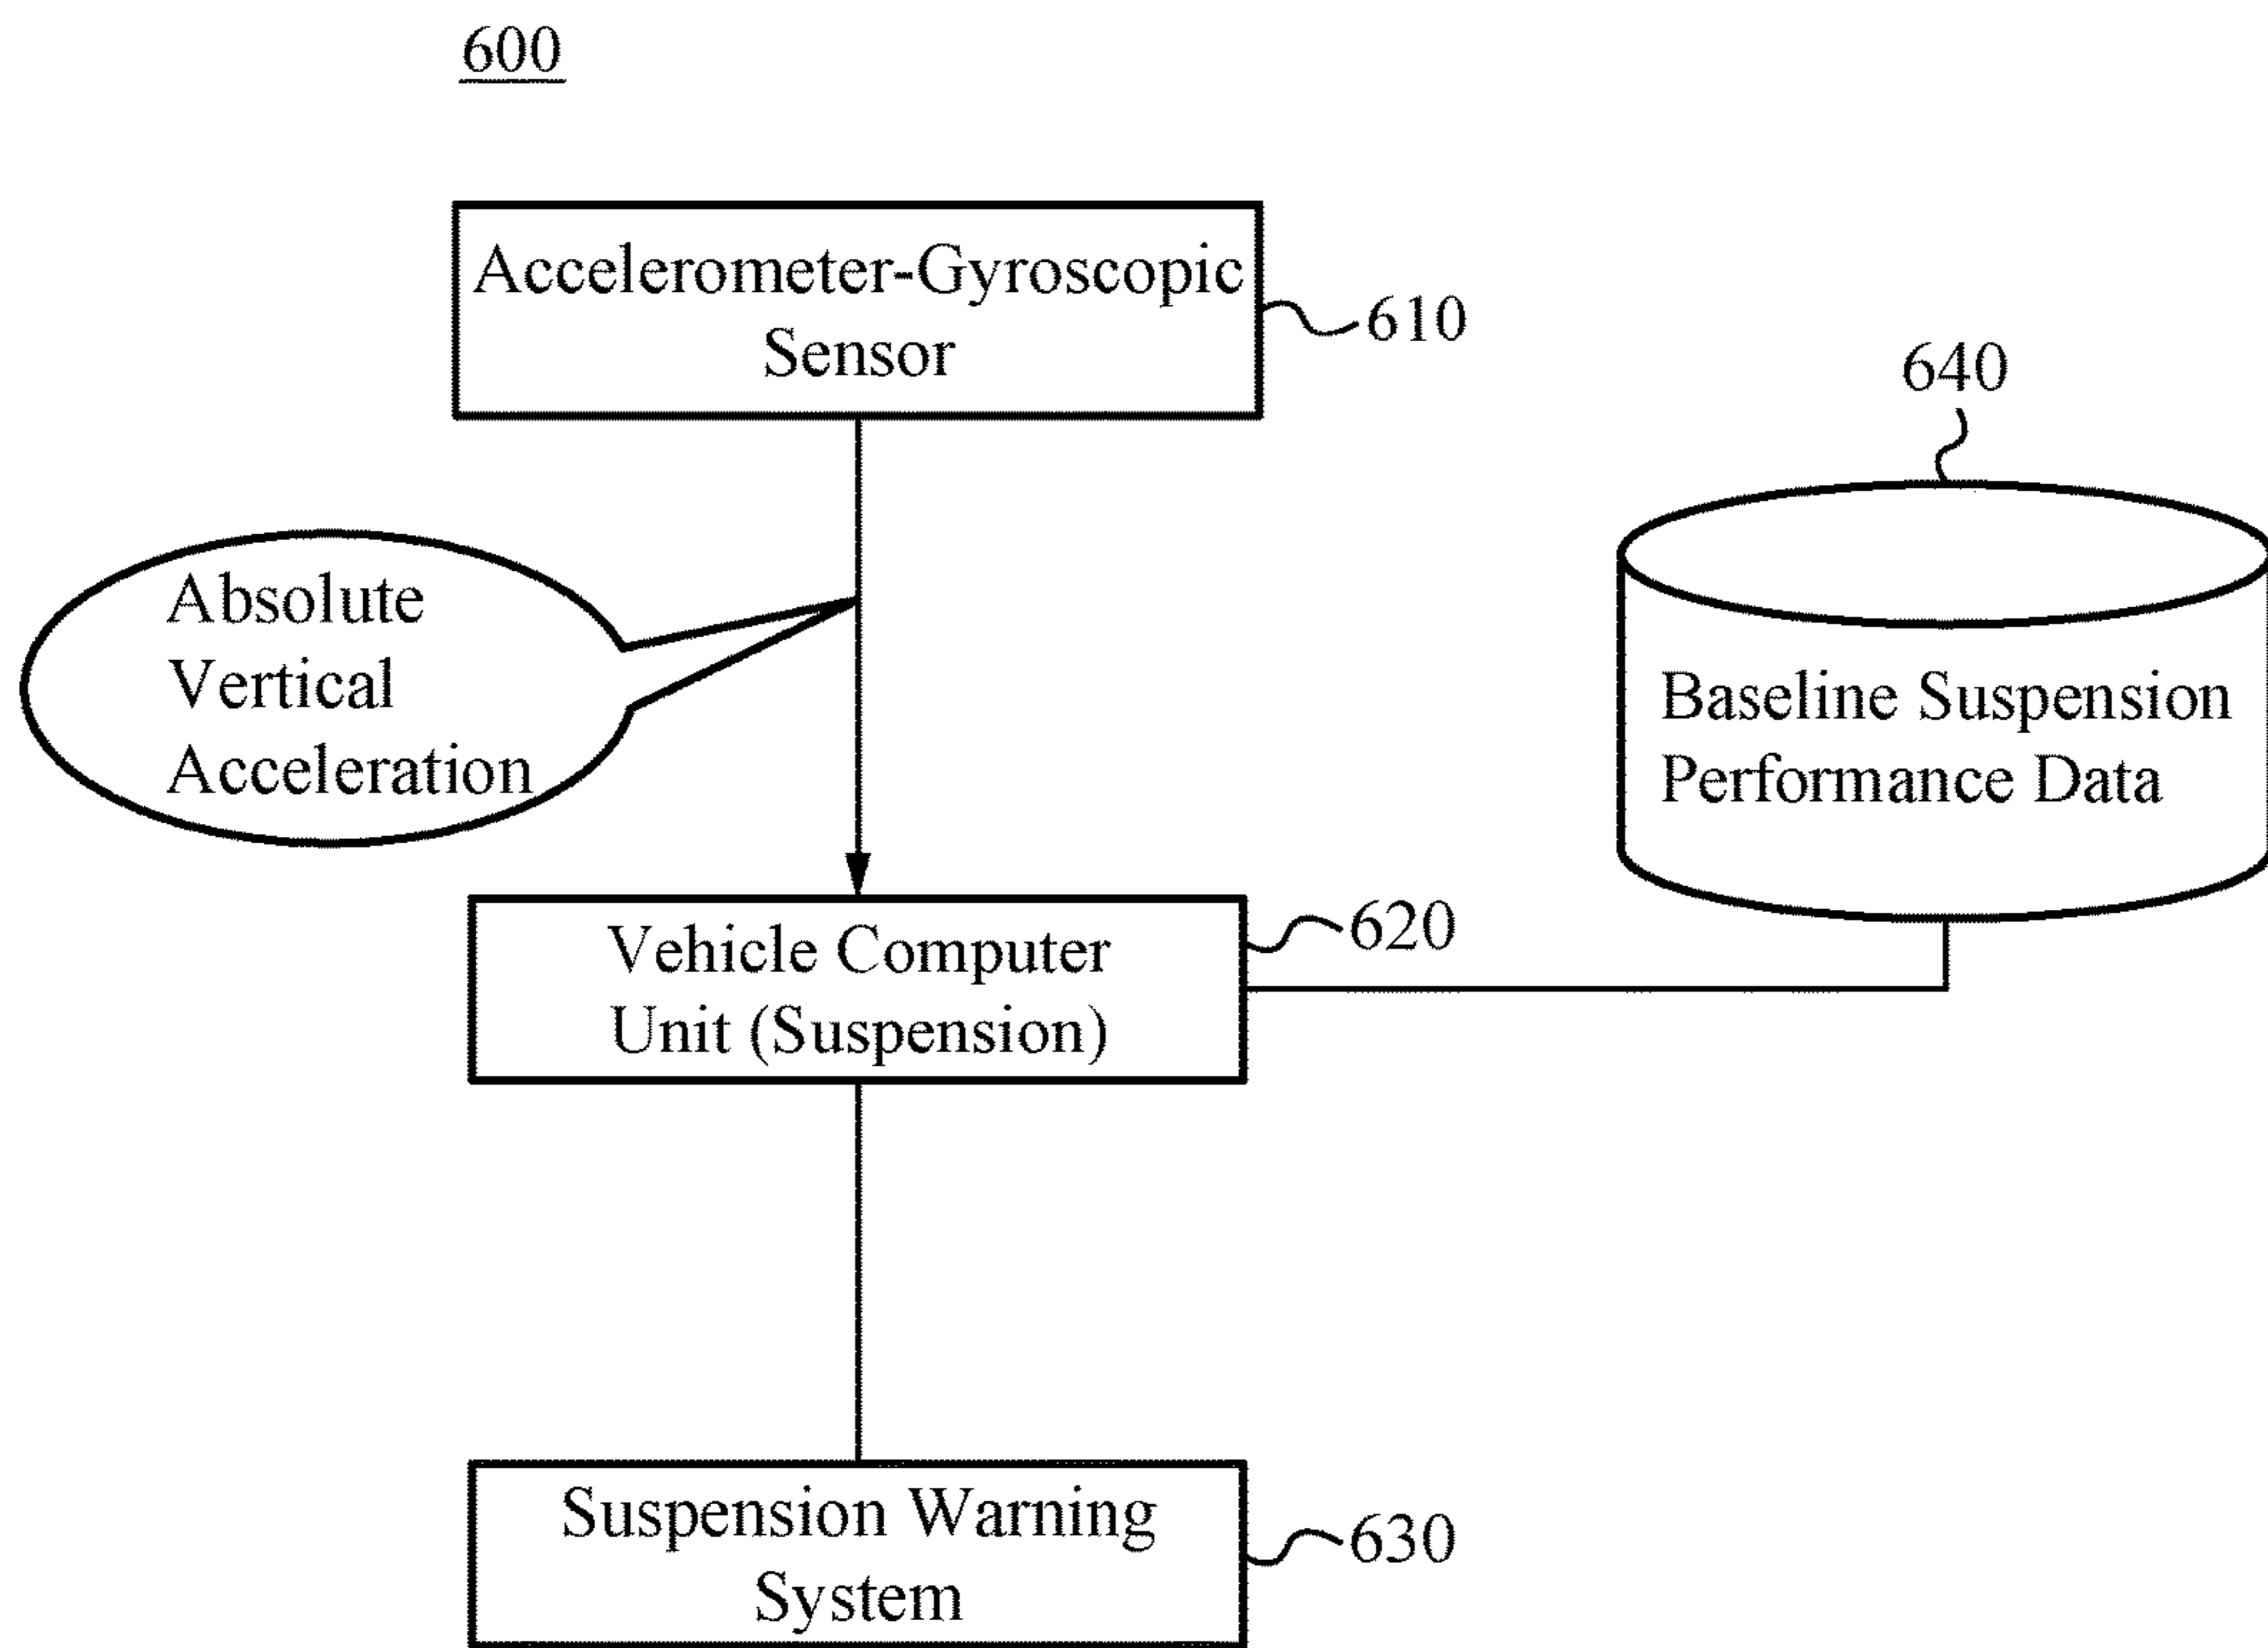 600
Accelerometer-Gyroscopic
Sensor
610
640
Absolute
Vertical
Acceleration
Baseline Suspension
Performance Data
Vehicle Computer
Unit (Suspension)
620
Suspension Warning
System
630